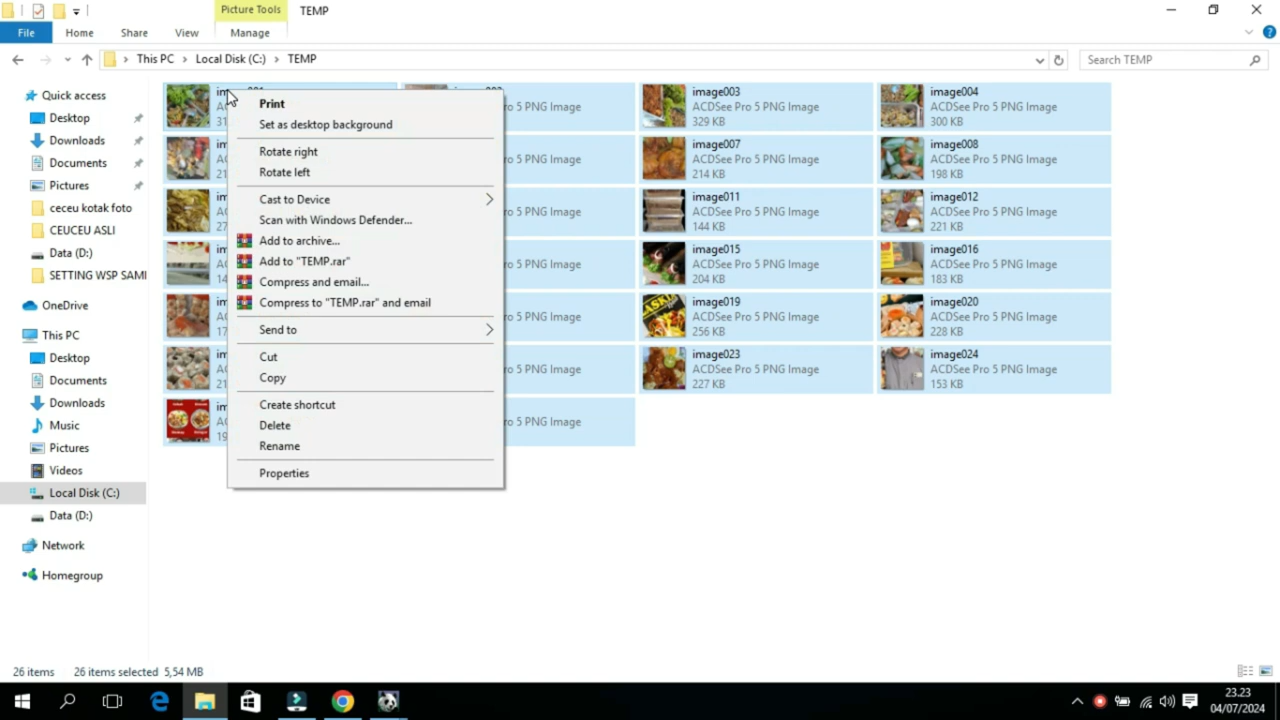 Picture Tools
TEMP
File
Home
Share
View
Manage
This PC
Local Disk (C:)
TEMP
Search TEMP
Quick access
Desktop
Downloads
Documents
Pictures
ceceu kotak foto
CEUCEU ASLI
Data (D:)
SETTING WSP SAMI
OneDrive
This PC
Desktop
Documents
Downloads
Music
Pictures
Videos
Local Disk (C:)
Data (D:)
Network
Homegroup
Print
Set as desktop background
Rotate right
Rotate left
Cast to Device
Scan with Windows Defender...
Add to archive...
Add to "TEMP.rar"
Compress and email...
Compress to "TEMP.rar" and email
Send to
Cut
Copy
Create shortcut
Delete
Rename
Properties
Pro 5 PNG Image
image003
ACDSee Pro 5 PNG Image
329 KB
image004
ACDSee Pro 5 PNG Image
300 KB
Pro 5 PNG Image
image007
ACDSee Pro 5 PNG Image
214 KB
image008
ACDSee Pro 5 PNG Image
198 KB
Pro 5 PNG Image
image011
ACDSee Pro 5 PNG Image
144 KB
image012
ACDSee Pro 5 PNG Image
221 KB
Pro 5 PNG Image
image015
ACDSee Pro 5 PNG Image
204 KB
image016
ACDSee Pro 5 PNG Image
183 KB
Pro 5 PNG Image
image019
ACDSee Pro 5 PNG Image
256 KB
image020
ACDSee Pro 5 PNG Image
228 KB
Pro 5 PNG Image
image023
ACDSee Pro 5 PNG Image
227 KB
image024
ACDSee Pro 5 PNG Image
153 KB
Pro 5 PNG Image
26 items
26 items selected 5,54 MB
23.23
04/07/2024